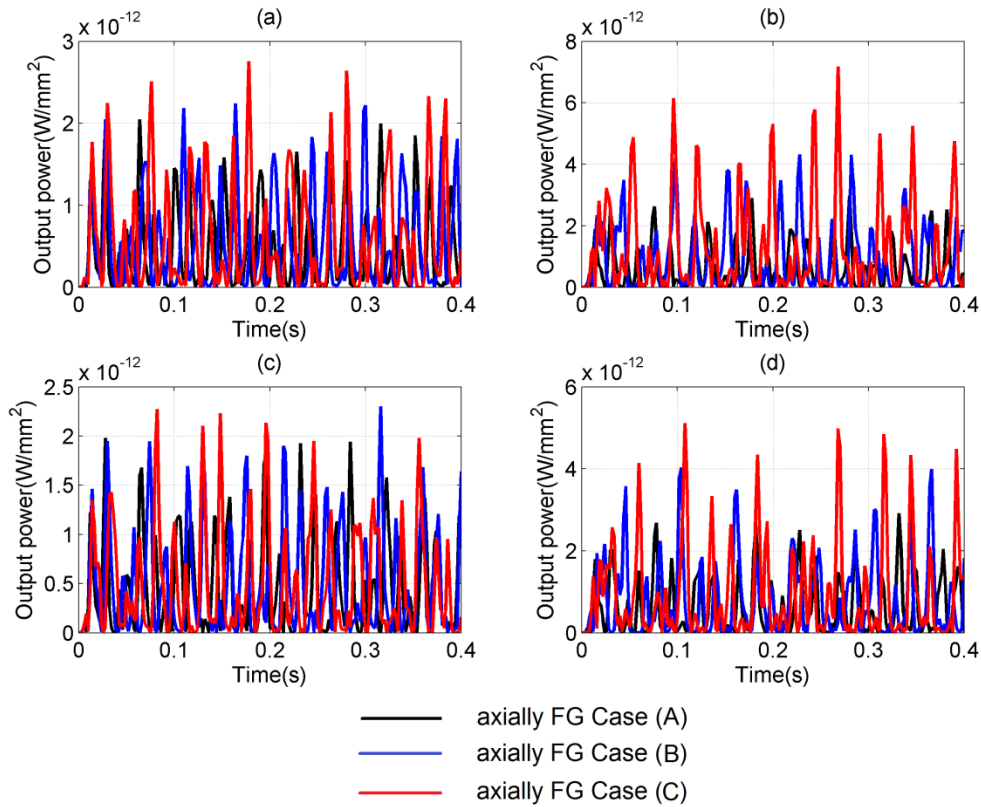 (a)
x 10-12
Output power(W/mm2)
3
2
1
0
0 0.1 0.2 0.3 0.4
Time(s)
(b)
x 10-12
Output power(W/mm2)
8
6
4
2
0
0 0.1 0.2 0.3 0.4
Time(s)
(c)
x 10-12
Output power(W/mm2)
2.5
2
1.5
1
0.5
0
0 0.1 0.2 0.3 0.4
Time(s)
(d)
x 10-12
Output power(W/mm2)
6
4
2
0
0 0.1 0.2 0.3 0.4
Time(s)
axially FG Case (A)
axially FG Case (B)
axially FG Case (C)